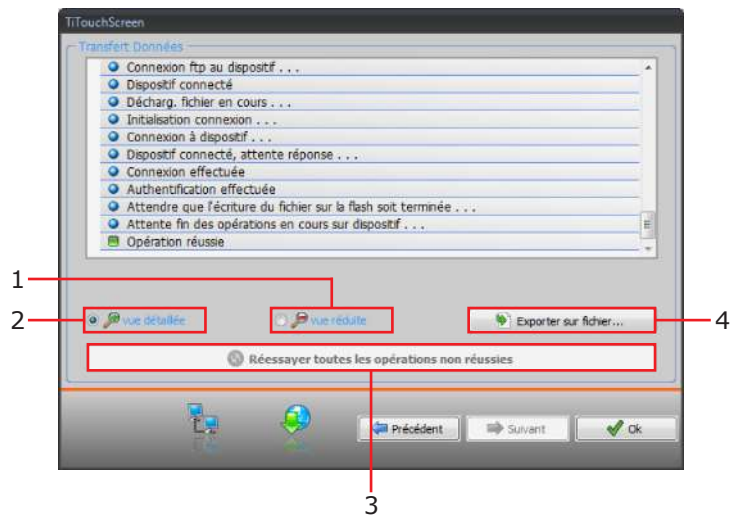 TiTouchScreen
Transfert Données
Connexion ftp au dispositif . . .
Dispositif connecté
Décharg. fichier en cours . . .
Initialisation connexion . . .
Connexion à dispositif . . .
Dispositif connecté, attente réponse . . .
Connexion effectuée
Authentification effectuée
Attendre que l'écriture du fichier sur la flash soit terminée . . .
Attente fin des opérations en cours sur dispositif . . .
Opération réussie
1
2
vue détaillée
vue réduite
Exporter sur fichier...
4
Réessayer toutes les opérations non réussies
Précédent
Suivant
Ok
3